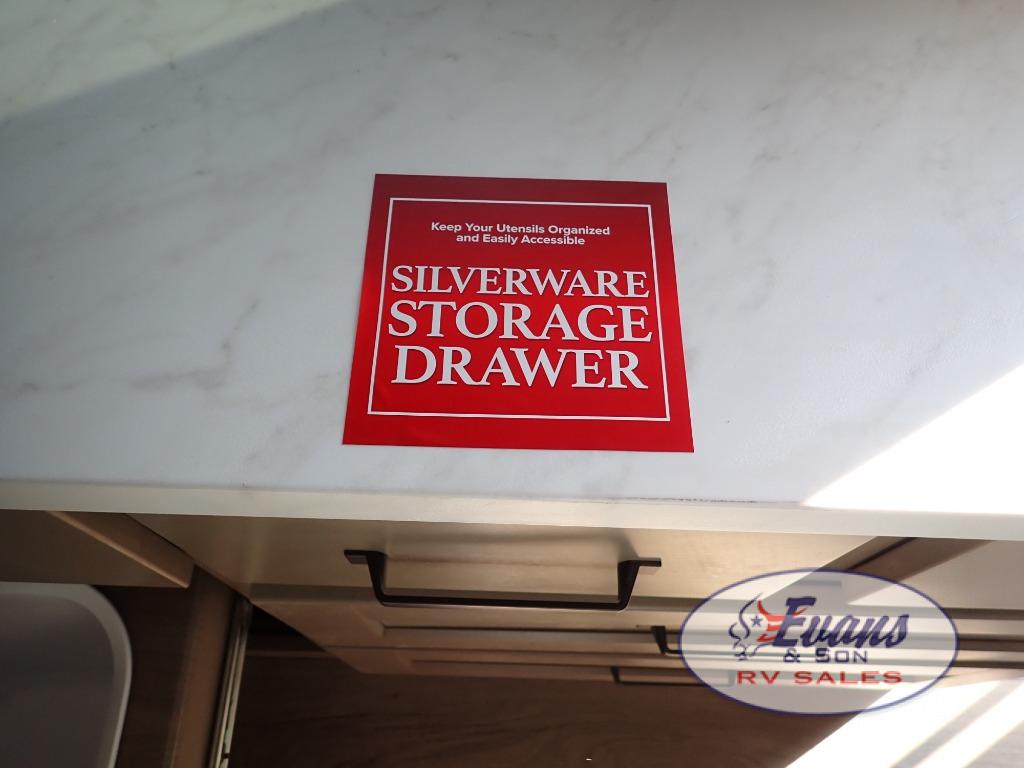 Keep Your Utensils Organized
and Easily Accessible
SILVERWARE
STORAGE
DRAWER
Evans
& SON
RV SALES